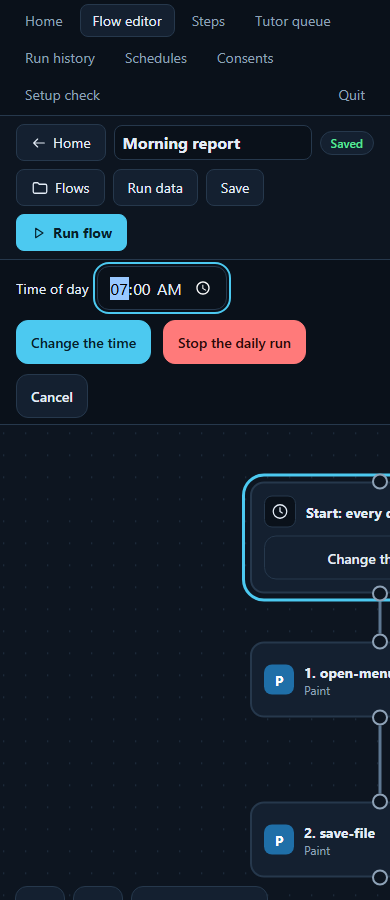 Home Flow editor Steps Tutor queue
Run history Schedules Consents
Setup check Quit
Home Morning report Saved
Flows Run data Save
Run flow
Time of day 07:00 AM
Change the time Stop the daily run
Cancel
Start: every
Change
P 1. open-menu
Paint
P 2. save-file
Paint